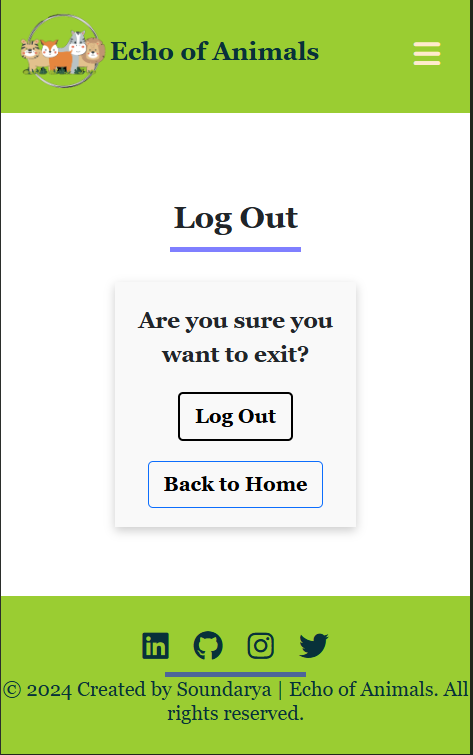 Echo of Animals
Log Out
Are you sure you
want to exit?
Log Out
Back to Home
© 2024 Created by Soundarya | Echo of Animals. All
rights reserved.